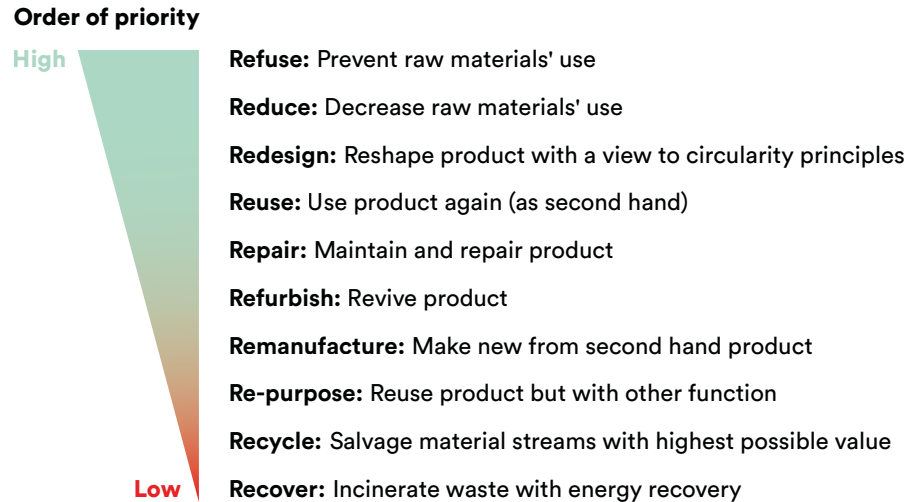 Order of priority
High
Refuse: Prevent raw materials' use
Reduce: Decrease raw materials' use
Redesign: Reshape product with a view to circularity principles
Reuse: Use product again (as second hand)
Repair: Maintain and repair product
Refurbish: Revive product
Remanufacture: Make new from second hand product
Re-purpose: Reuse product but with other function
Recycle: Salvage material streams with highest possible value
Low
Recover: Incinerate waste with energy recovery